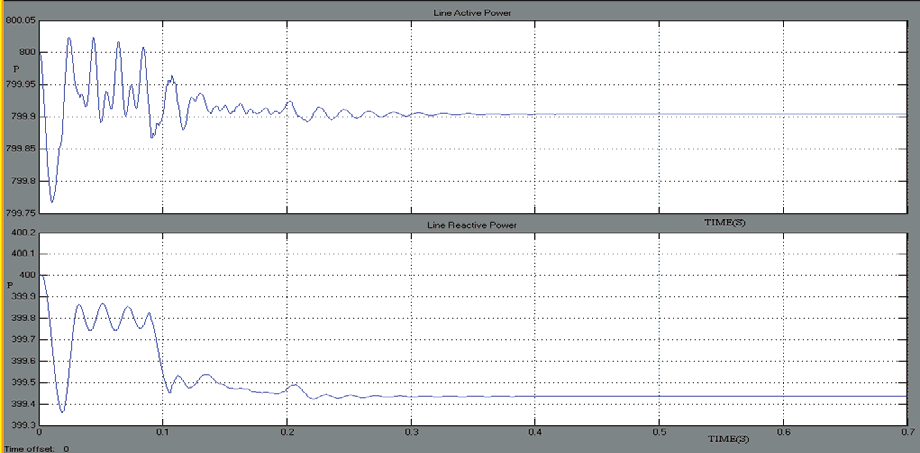 Line Active Power
800.05
800
P
799.95
799.9
799.85
799.8
799.75
TIME(S)
Line Reactive Power
400.2
400.1
400
P
399.9
399.8
399.7
399.6
399.5
399.4
399.3
0 0.1 0.2 0.3 0.4 0.5 0.6 0.7
TIME(S)
Time offset: 0